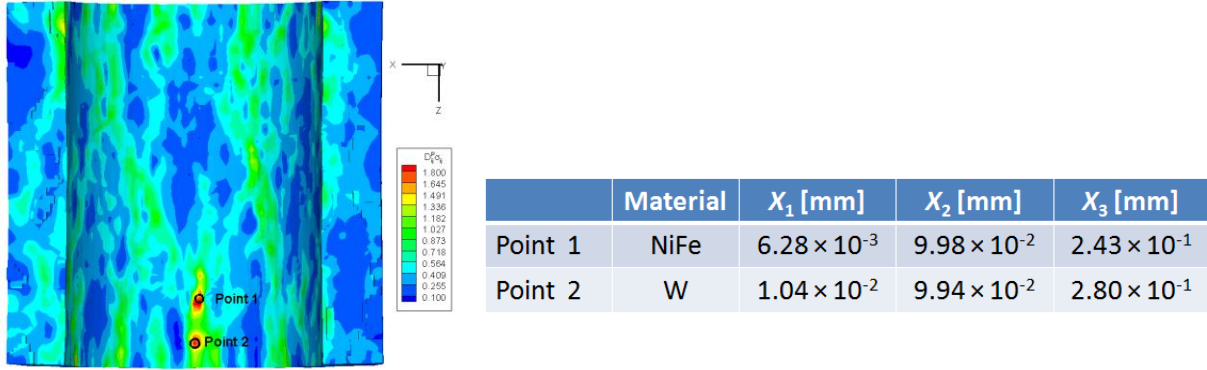 X
Y
Z
Dᵖᵢⱼσᵢⱼ
1.800
1.645
1.491
1.336
1.182
1.027
0.873
0.718
0.564
0.409
0.255
0.100
Point 1
Point 2
Material X₁ [mm] X₂ [mm] X₃ [mm]
Point 1 NiFe 6.28 × 10⁻³ 9.98 × 10⁻² 2.43 × 10⁻¹
Point 2 W 1.04 × 10⁻² 9.94 × 10⁻² 2.80 × 10⁻¹